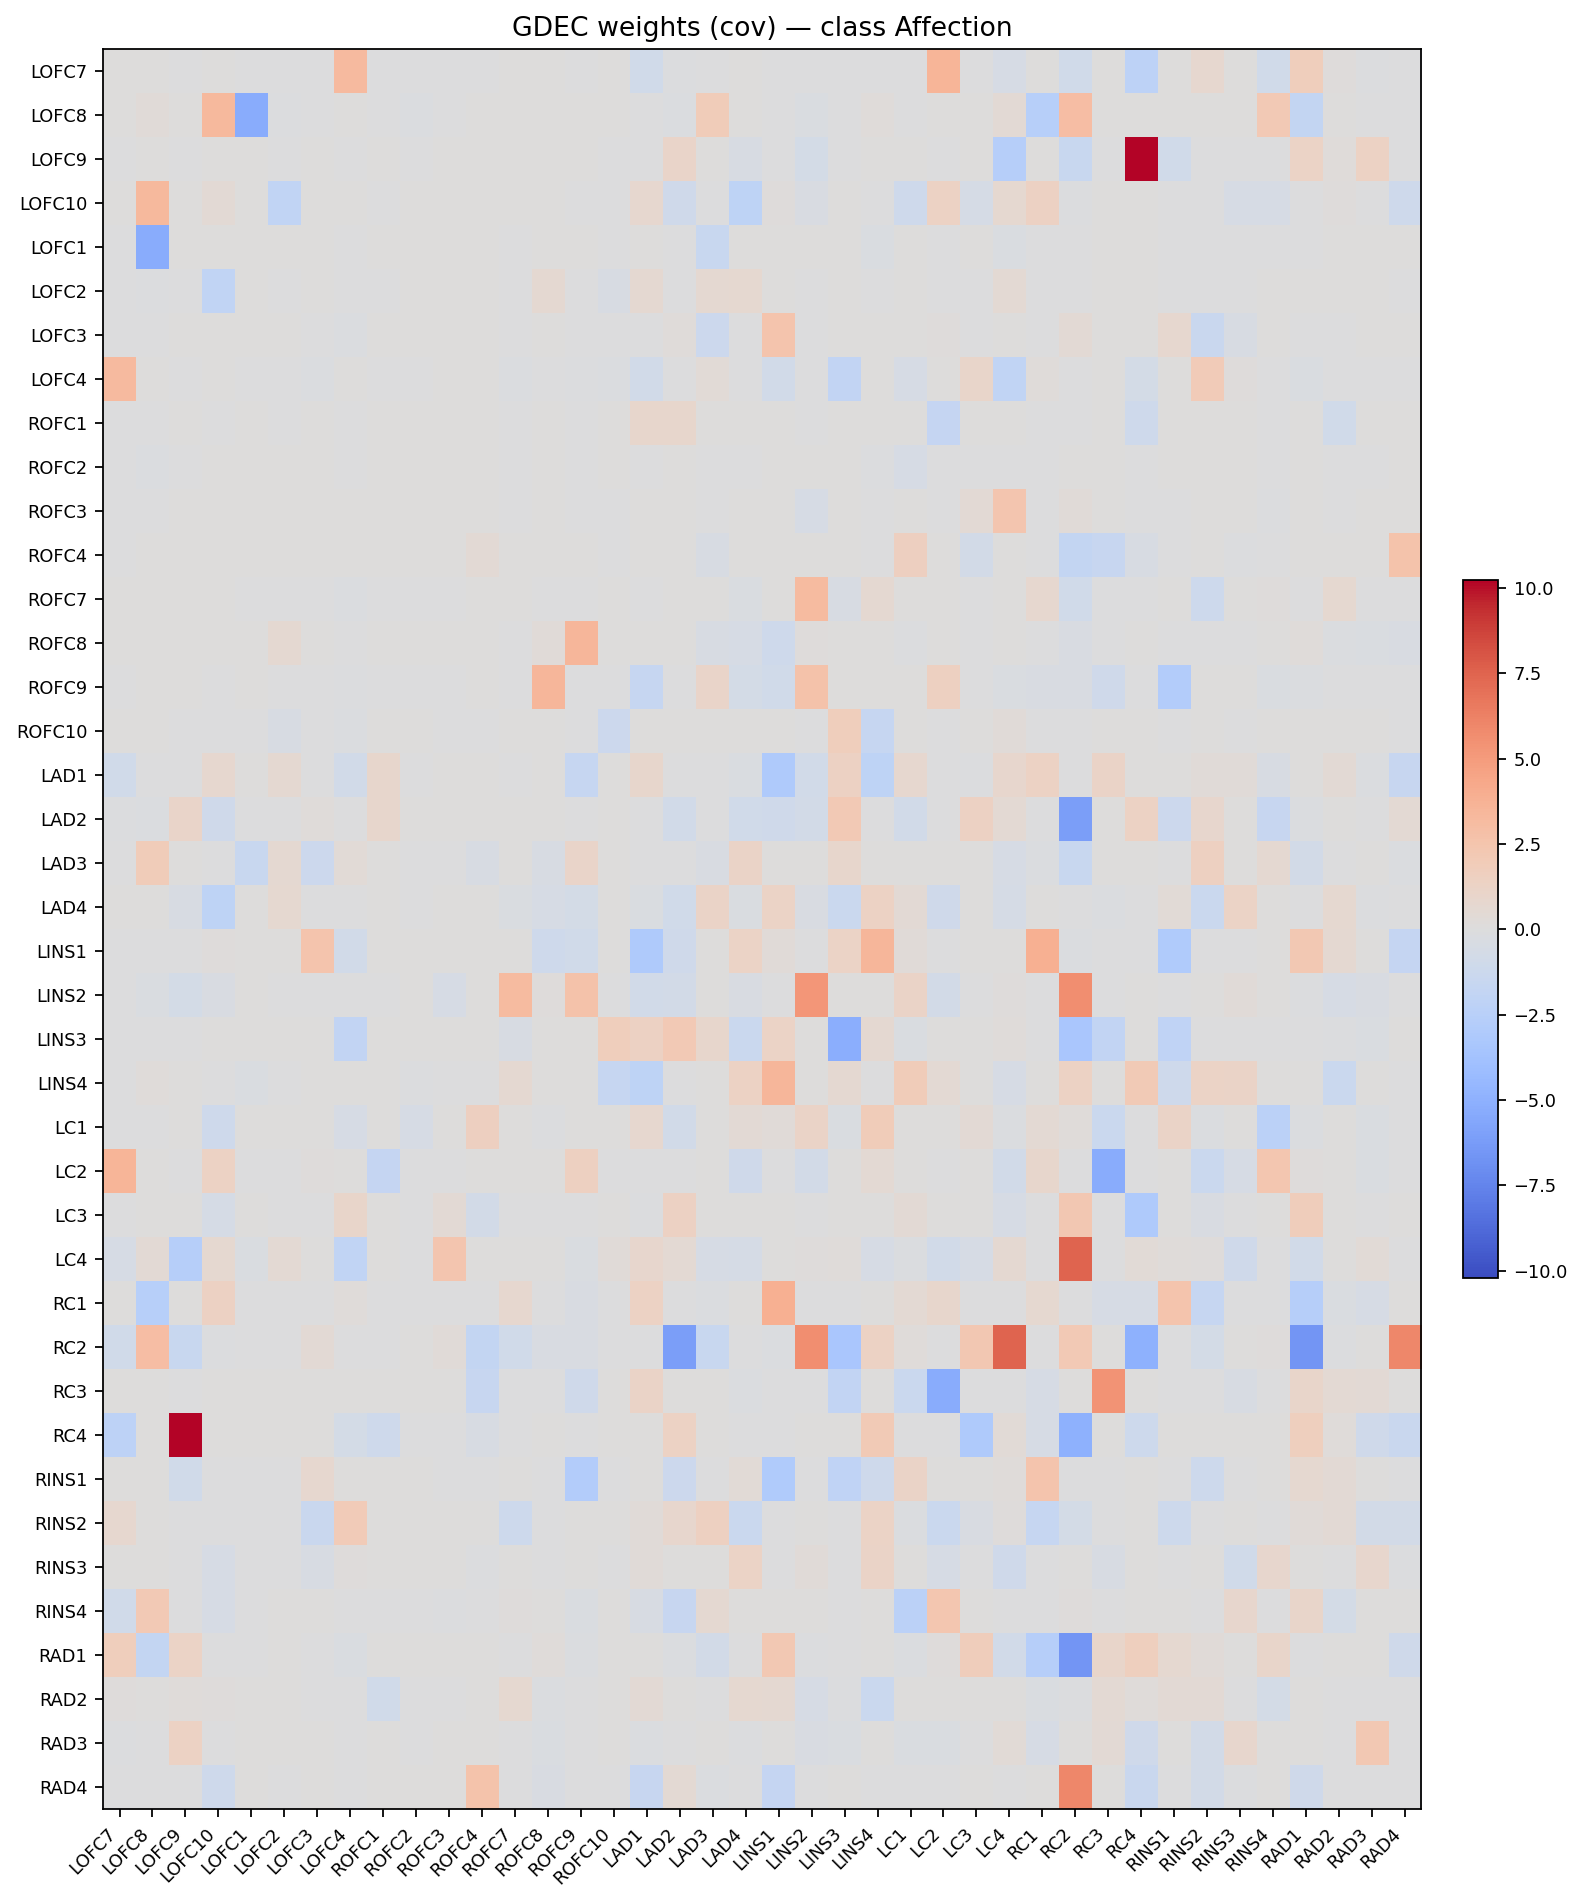 GDEC weights (cov) — class Affection
LOFC7
LOFC8
LOFC9
LOFC10
LOFC1
LOFC2
LOFC3
LOFC4
ROFC1
ROFC2
ROFC3
ROFC4
ROFC7
ROFC8
ROFC9
ROFC10
LAD1
LAD2
LAD3
LAD4
LINS1
LINS2
LINS3
LINS4
LC1
LC2
LC3
LC4
RC1
RC2
RC3
RC4
RINS1
RINS2
RINS3
RINS4
RAD1
RAD2
RAD3
RAD4
LOFC7 LOFC8 LOFC9 LOFC10 LOFC1 LOFC2 LOFC3 LOFC4 ROFC1 ROFC2 ROFC3 ROFC4 ROFC7 ROFC8 ROFC9 ROFC10 LAD1 LAD2 LAD3 LAD4 LINS1 LINS2 LINS3 LINS4 LC1 LC2 LC3 LC4 RC1 RC2 RC3 RC4 RINS1 RINS2 RINS3 RINS4 RAD1 RAD2 RAD3 RAD4
10.0
7.5
5.0
2.5
0.0
−2.5
−5.0
−7.5
−10.0